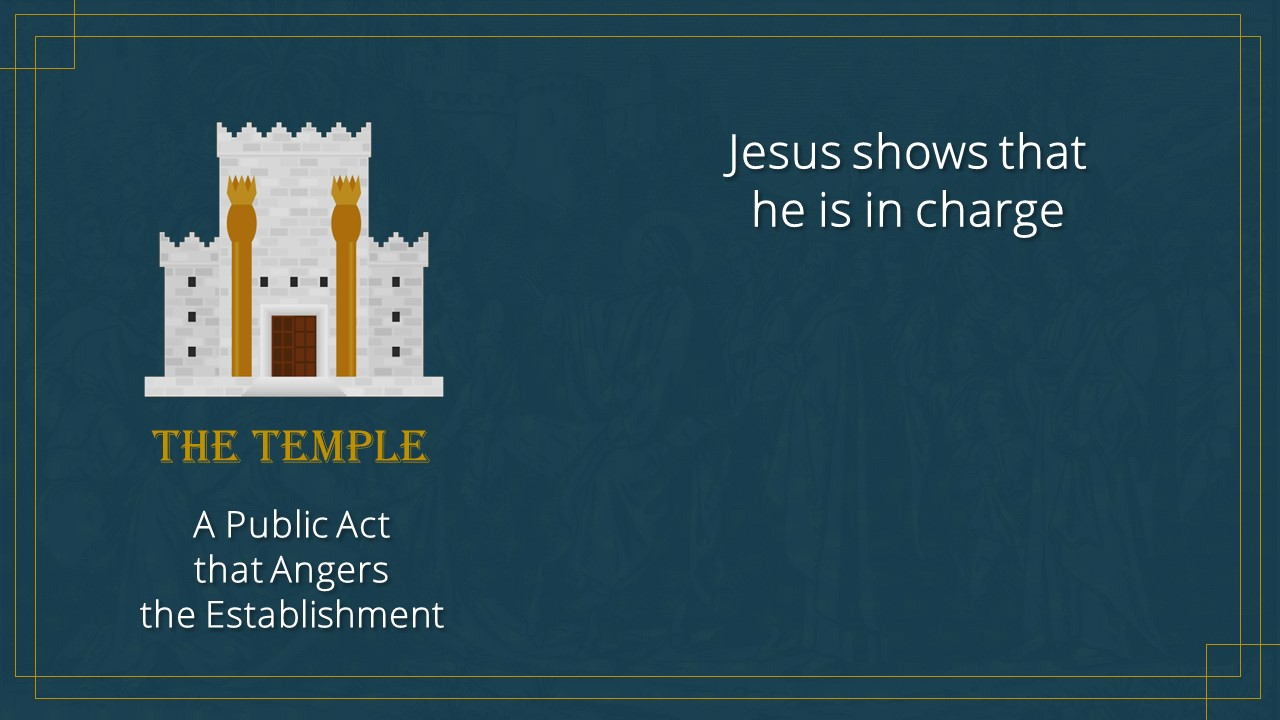 THE TEMPLE
A Public Act
that Angers
the Establishment
Jesus shows that
he is in charge